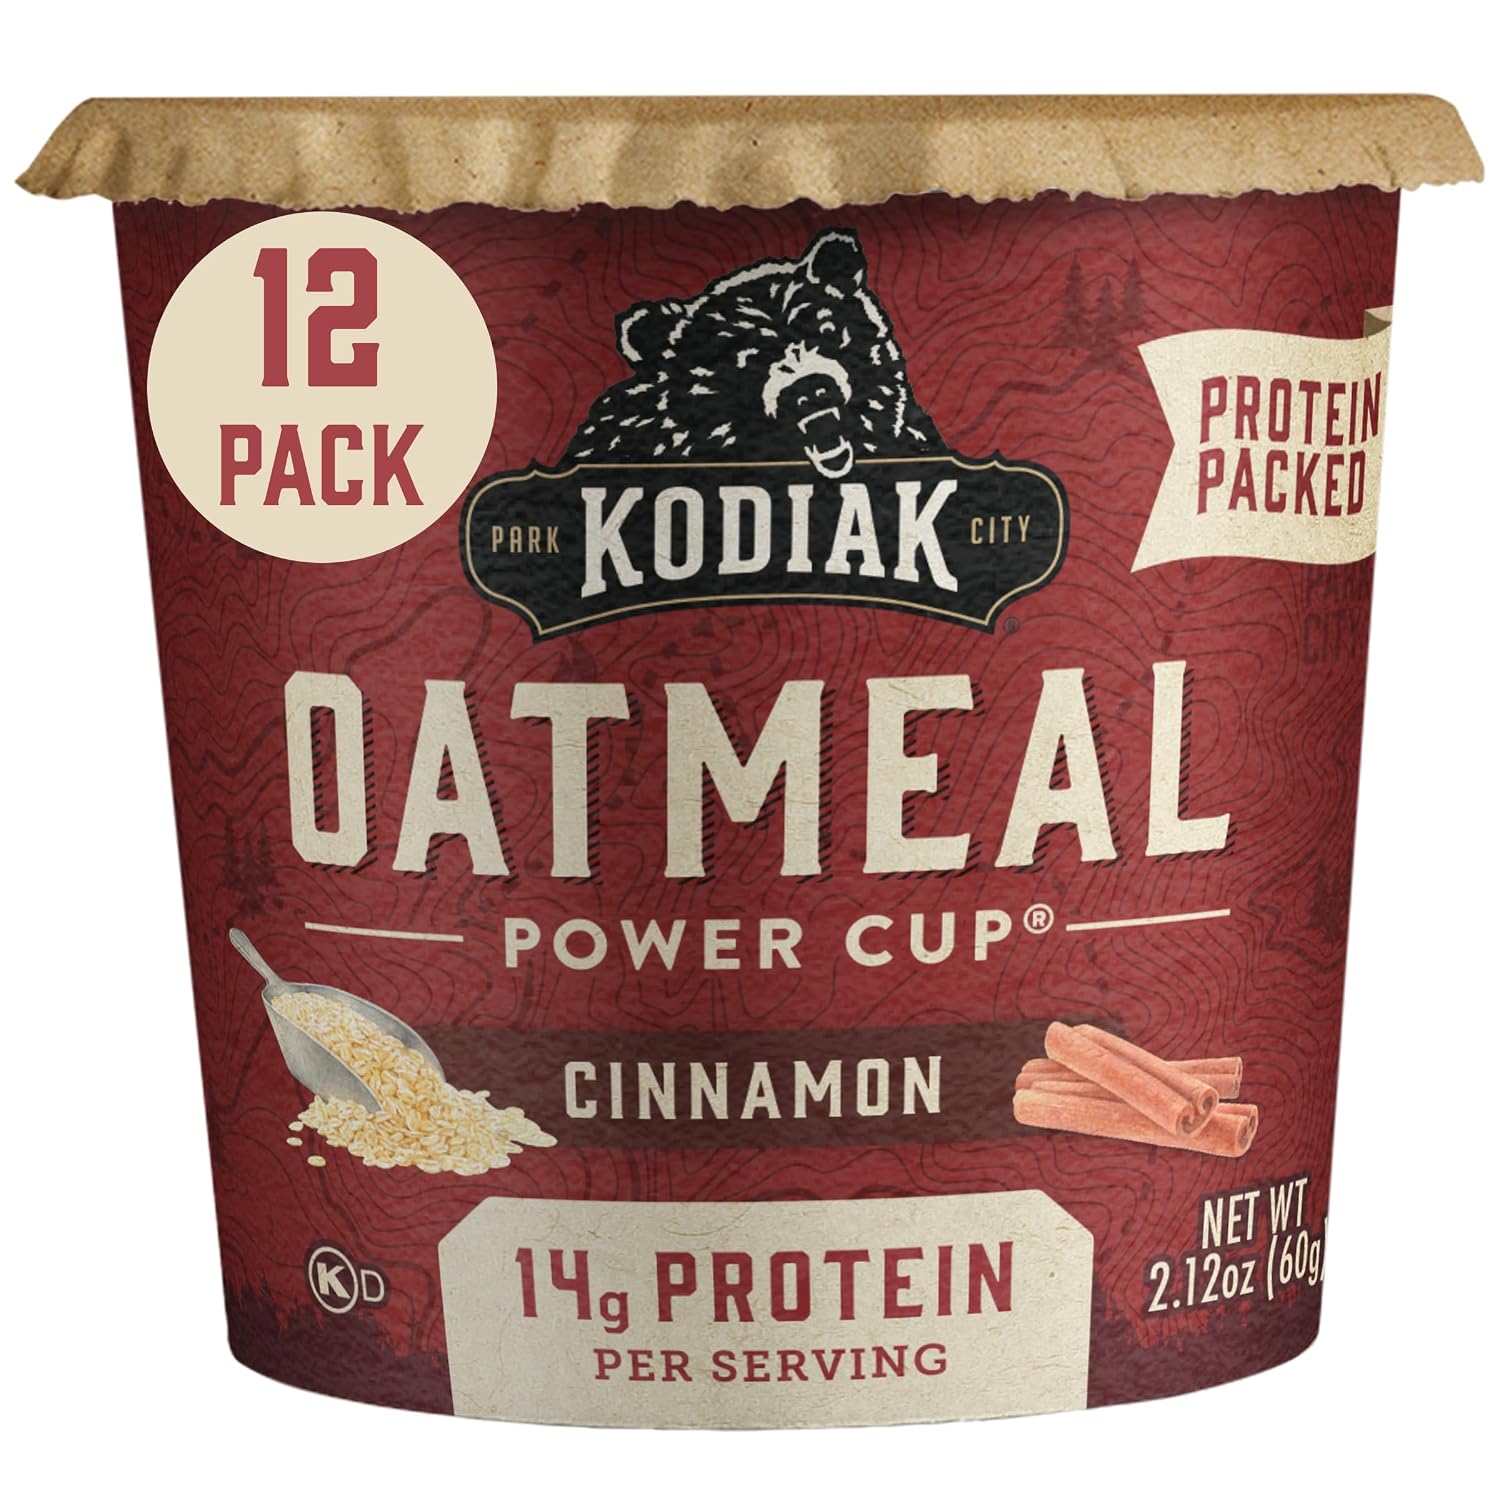 12
PACK
PARK KODIAK CITY
®
PROTEIN
PACKED
OATMEAL
POWER CUP®
CINNAMON
NET WT
2.12oz (60g)
K D
14g PROTEIN
PER SERVING